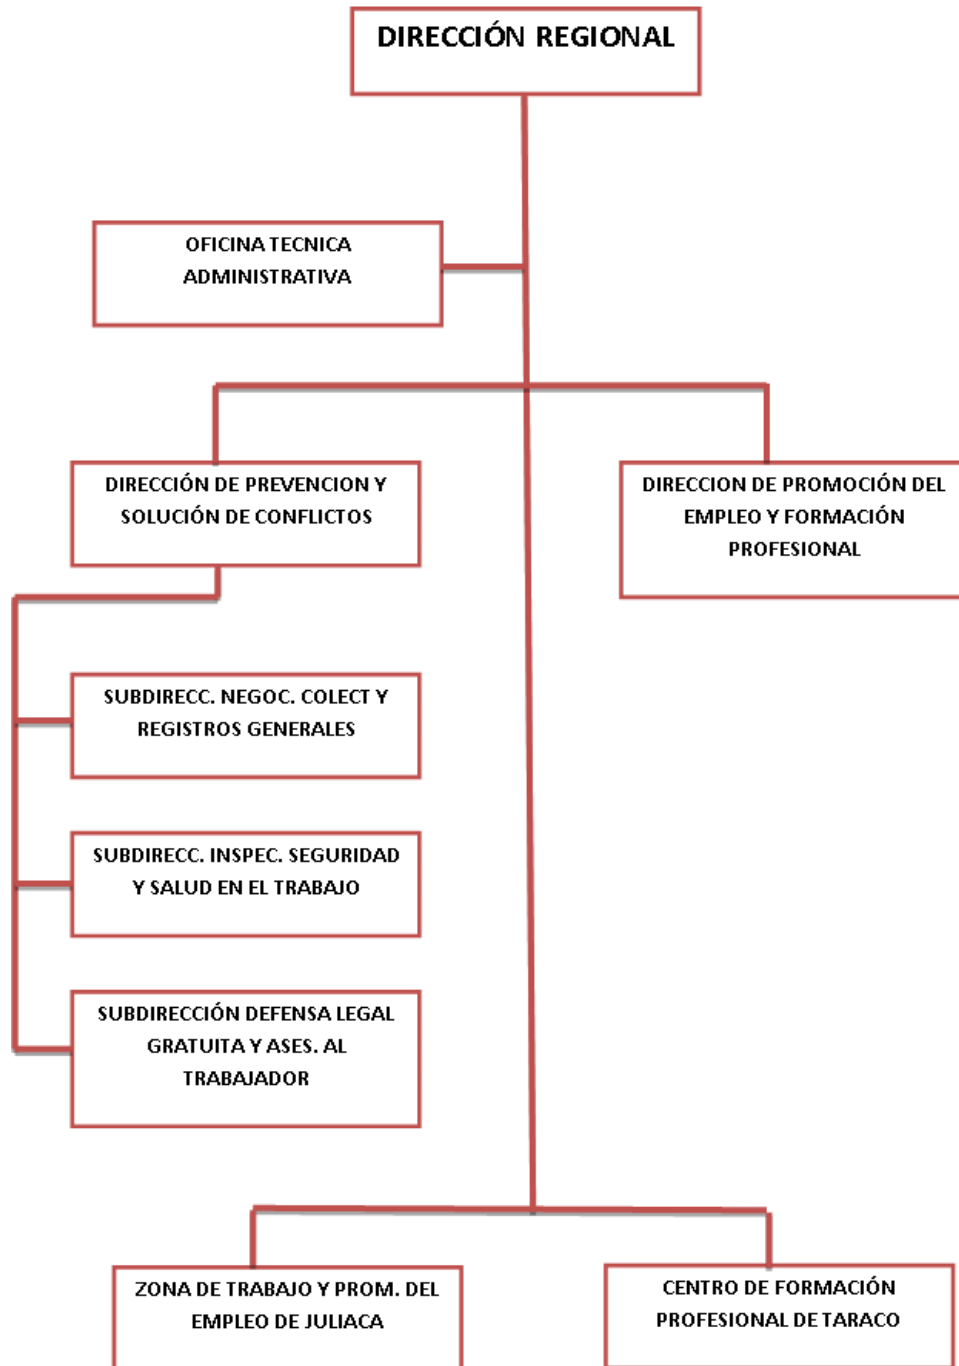 DIRECCIÓN REGIONAL
OFICINA TECNICA
ADMINISTRATIVA
DIRECCIÓN DE PREVENCION Y
SOLUCIÓN DE CONFLICTOS
DIRECCION DE PROMOCIÓN DEL
EMPLEO Y FORMACIÓN
PROFESIONAL
SUBDIRECC. NEGOC. COLECT Y
REGISTROS GENERALES
SUBDIRECC. INSPEC. SEGURIDAD
Y SALUD EN EL TRABAJO
SUBDIRECCIÓN DEFENSA LEGAL
GRATUITA Y ASES. AL
TRABAJADOR
ZONA DE TRABAJO Y PROM. DEL
EMPLEO DE JULIACA
CENTRO DE FORMACIÓN
PROFESIONAL DE TARACO